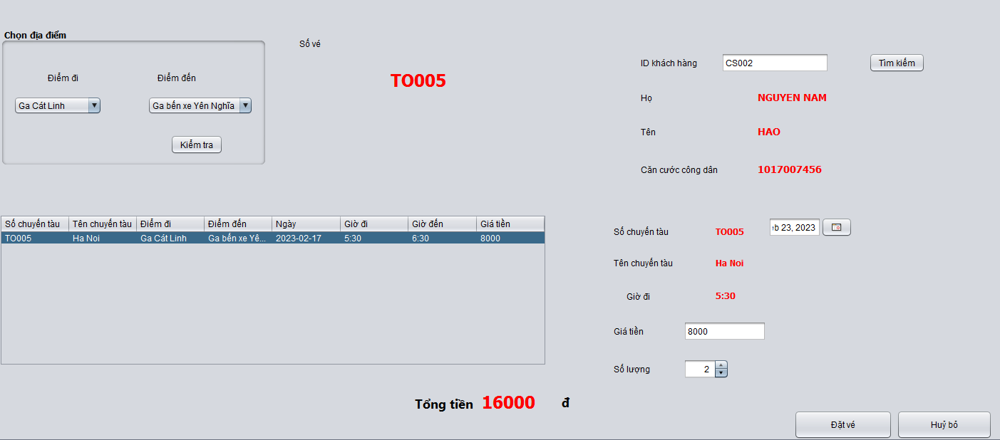 Chọn địa điểm
Điểm đi
Điểm đến
Ga Cát Linh
Ga bến xe Yên Nghĩa
Kiểm tra
Số vé
TO005
ID khách hàng
CS002
Tìm kiếm
Họ
NGUYEN NAM
Tên
HAO
Căn cước công dân
1017007456
Số chuyến tàu Tên chuyến tàu Điểm đi Điểm đến Ngày Giờ đi Giờ đến Giá tiền
TO005 Ha Noi Ga Cát Linh Ga bến xe Yê... 2023-02-17 5:30 6:30 8000
Số chuyến tàu
TO005
23, 2023
Tên chuyến tàu
Ha Noi
Giờ đi
5:30
Giá tiền
8000
Số lượng
2
Tổng tiền 16000 đ
Đặt vé
Huỷ bỏ